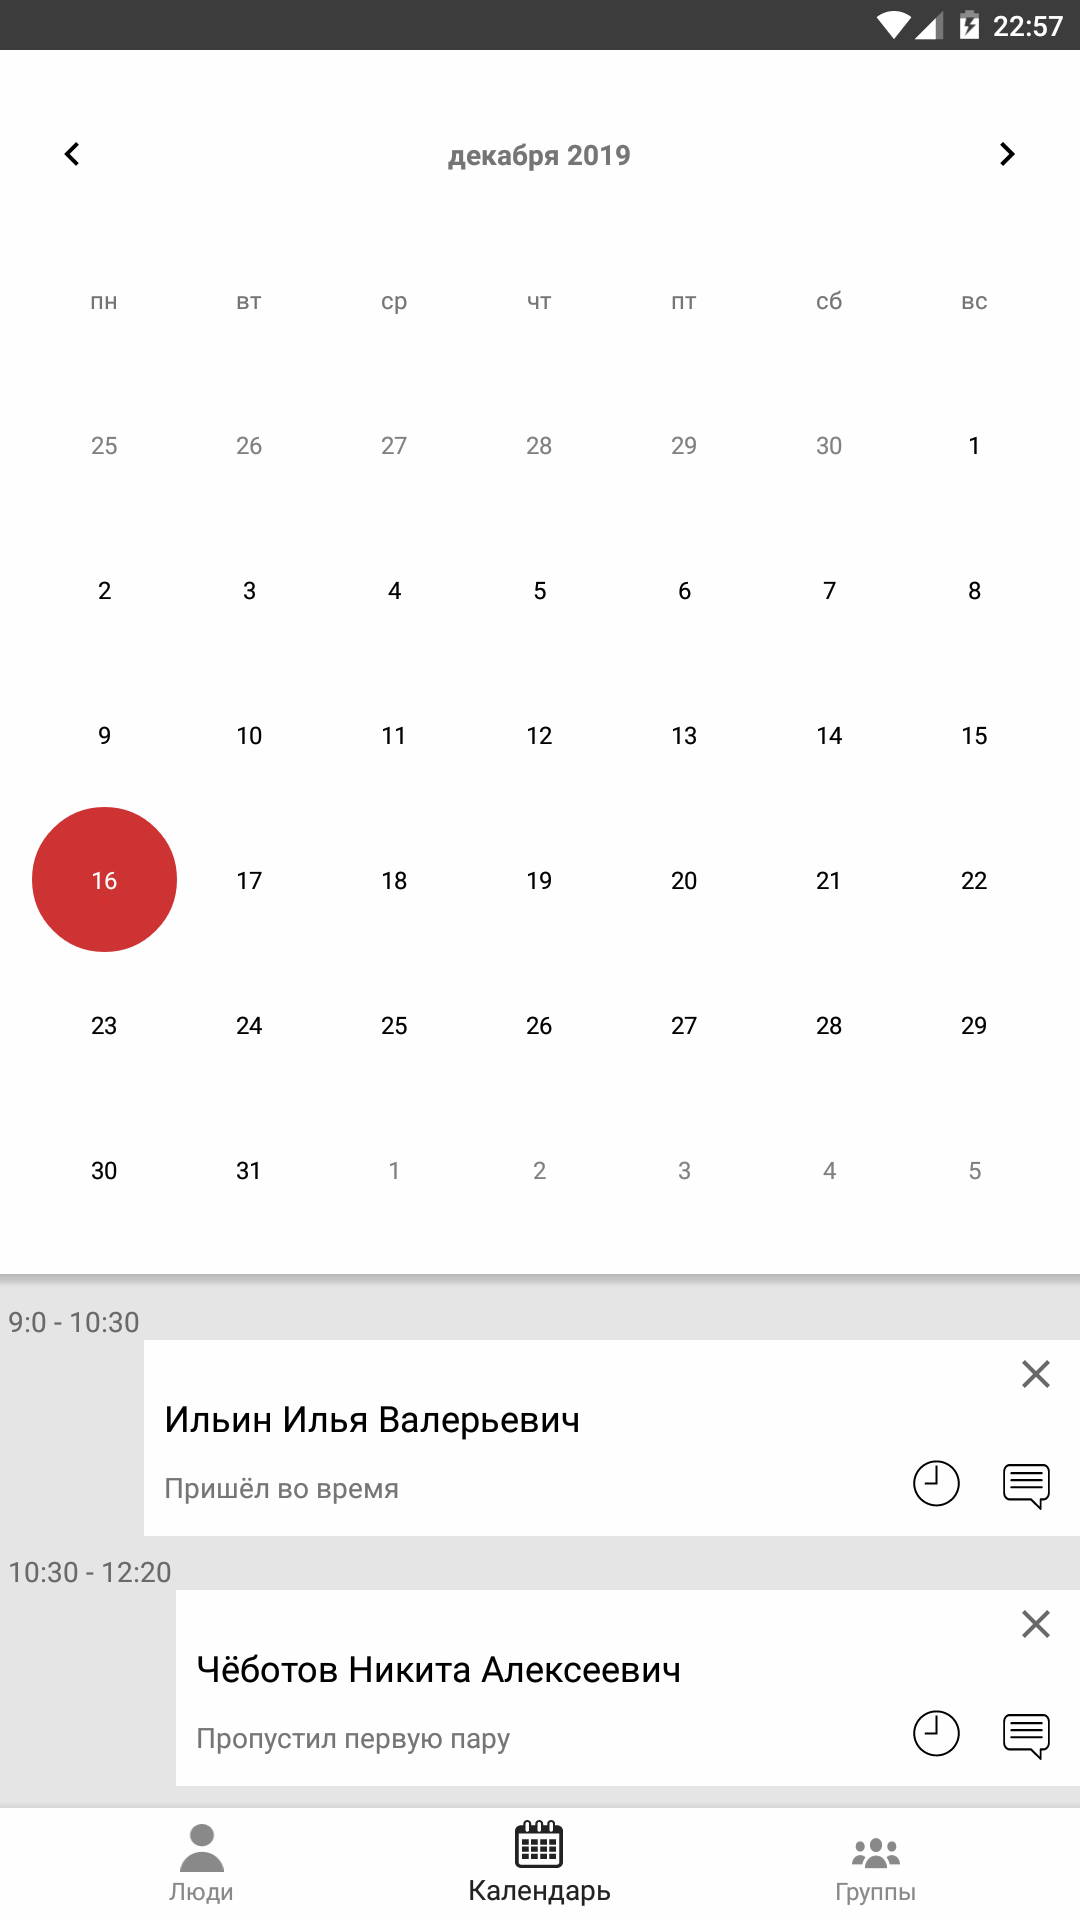 22:57
декабря 2019
пн вт ср чт пт сб вс
25 26 27 28 29 30 1
2 3 4 5 6 7 8
9 10 11 12 13 14 15
16 17 18 19 20 21 22
23 24 25 26 27 28 29
30 31 1 2 3 4 5
9:0 - 10:30
Ильин Илья Валерьевич
Пришёл во время
10:30 - 12:20
Чёботов Никита Алексеевич
Пропустил первую пару
Люди Календарь Группы